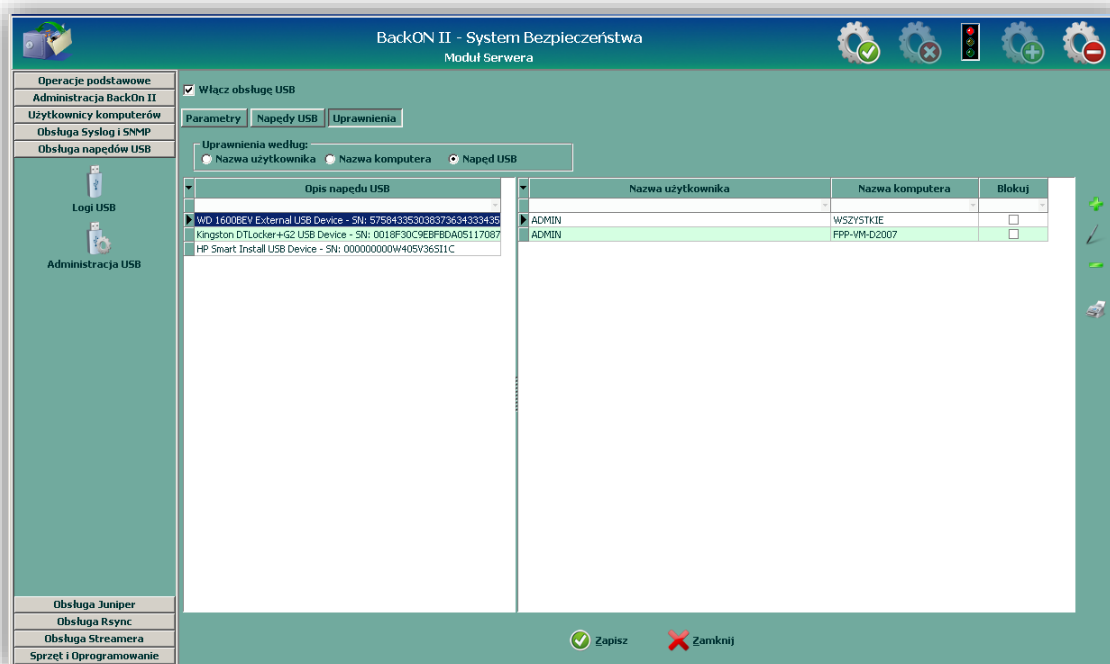 BackON II - System Bezpieczeństwa
Moduł Serwera
Operacje podstawowe
Administracja BackOn II
Użytkownicy komputerów
Obsługa Syslog i SNMP
Obsługa napędów USB
Logi USB
Administracja USB
Obsługa Juniper
Obsługa Rsync
Obsługa Streamera
Sprzęt i Oprogramowanie
Włącz obsługę USB
Parametry Napędy USB Uprawnienia
Uprawnienia według:
Nazwa użytkownika Nazwa komputera Napęd USB
Opis napędu USB
WD 1600BEV External USB Device - SN: 575843353038373634333435
Kingston DTLocker+G2 USB Device - SN: 0018F30C9EBFBDA05117087
HP Smart Install USB Device - SN: 000000000W405V36SI1C
Nazwa użytkownika Nazwa komputera Blokuj
ADMIN WSZYSTKIE
ADMIN FPP-VM-D2007
Zapisz Zamknij